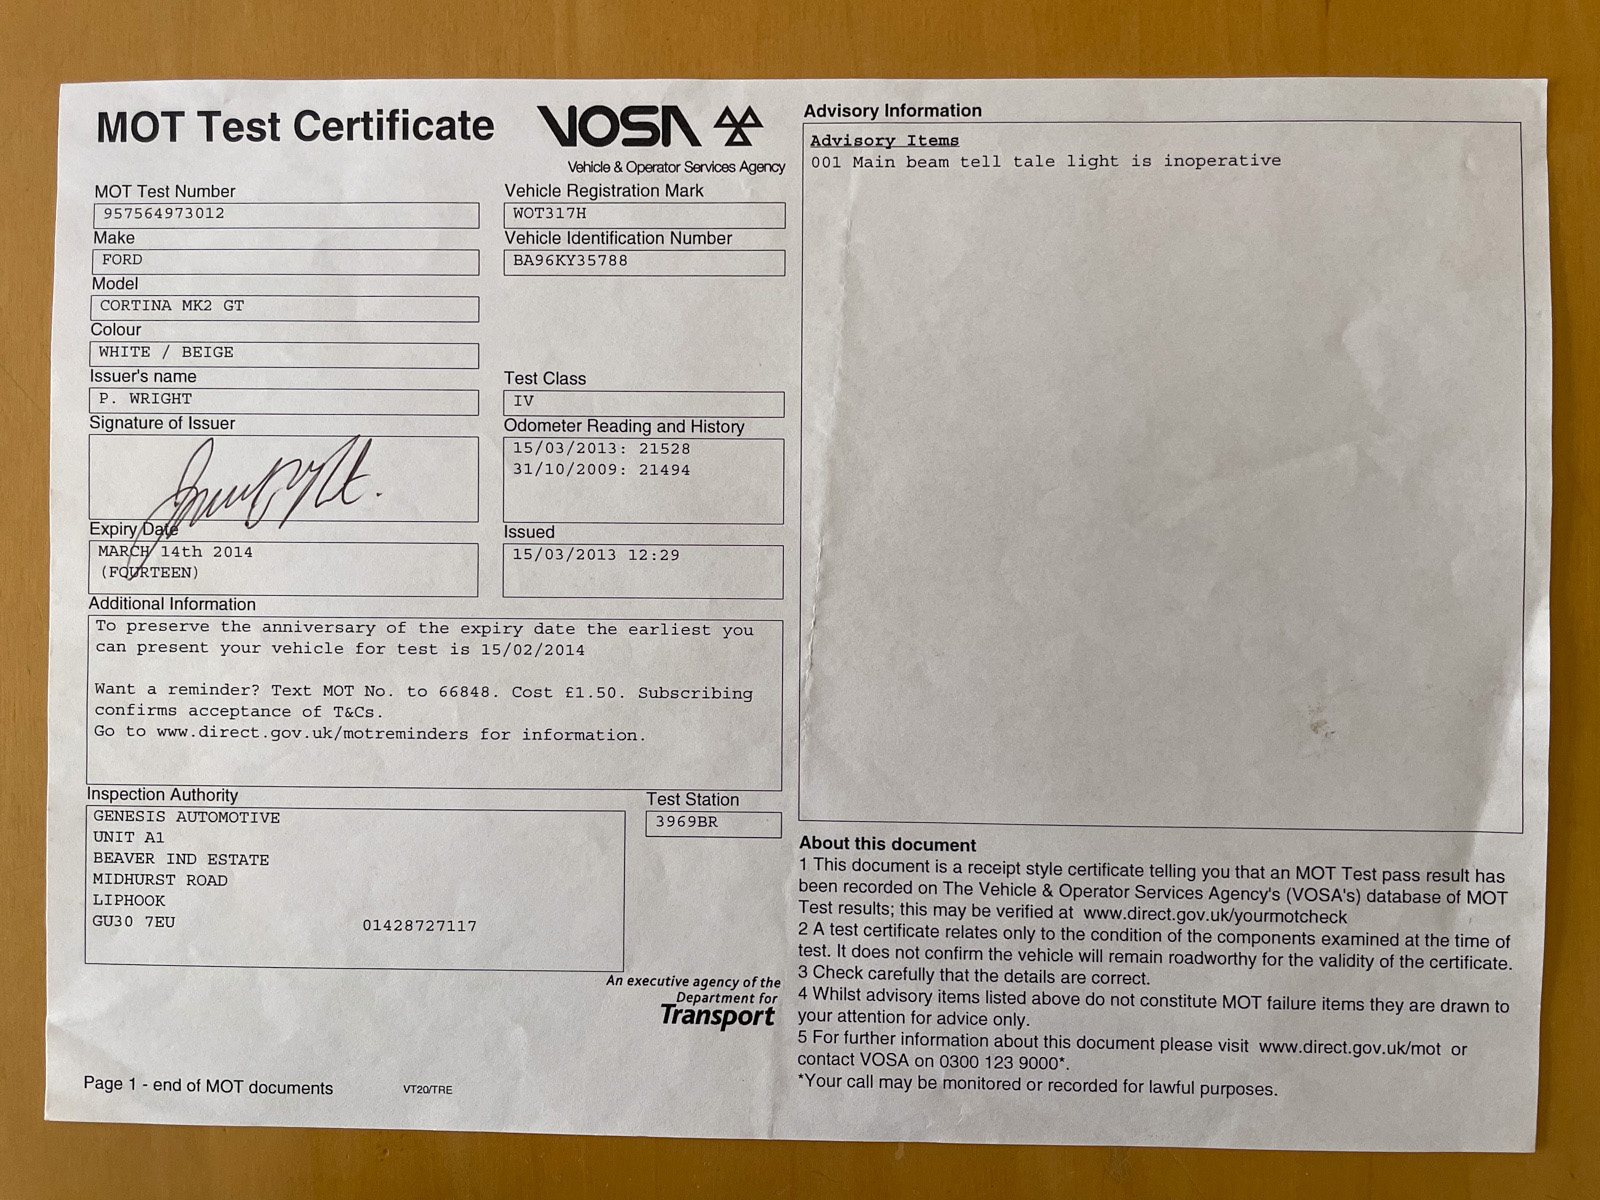 MOT Test Certificate
VOSA
Vehicle & Operator Services Agency
MOT Test Number
957564973012
Vehicle Registration Mark
WOT317H
Make
FORD
Vehicle Identification Number
BA96KY35788
Model
CORTINA MK2 GT
Colour
WHITE / BEIGE
Issuer's name
P. WRIGHT
Test Class
IV
Signature of Issuer
Odometer Reading and History
15/03/2013: 21528
31/10/2009: 21494
Expiry Date
MARCH 14th 2014
(FOURTEEN)
Issued
15/03/2013 12:29
Additional Information
To preserve the anniversary of the expiry date the earliest you
can present your vehicle for test is 15/02/2014
Want a reminder? Text MOT No. to 66848. Cost £1.50. Subscribing
confirms acceptance of T&Cs.
Go to www.direct.gov.uk/motreminders for information.
Inspection Authority
GENESIS AUTOMOTIVE
UNIT A1
BEAVER IND ESTATE
MIDHURST ROAD
LIPHOOK
GU30 7EU 01428727117
Test Station
3969BR
An executive agency of the
Department for
Transport
Page 1 - end of MOT documents VT20/TRE
Advisory Information
Advisory Items
001 Main beam tell tale light is inoperative
About this document
1 This document is a receipt style certificate telling you that an MOT Test pass result has
been recorded on The Vehicle & Operator Services Agency's (VOSA's) database of MOT
Test results; this may be verified at www.direct.gov.uk/yourmotcheck
2 A test certificate relates only to the condition of the components examined at the time of
test. It does not confirm the vehicle will remain roadworthy for the validity of the certificate.
3 Check carefully that the details are correct.
4 Whilst advisory items listed above do not constitute MOT failure items they are drawn to
your attention for advice only.
5 For further information about this document please visit www.direct.gov.uk/mot or
contact VOSA on 0300 123 9000*.
*Your call may be monitored or recorded for lawful purposes.